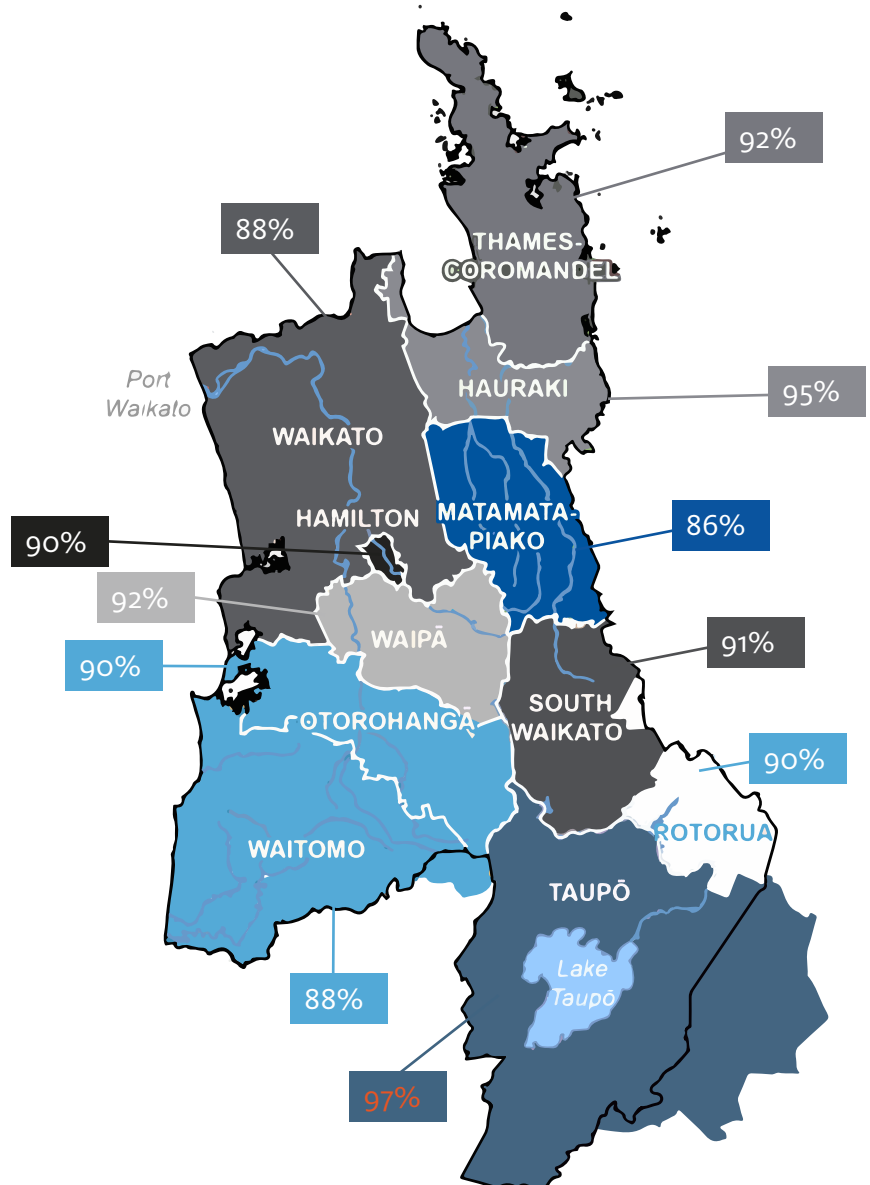 92%
88%
THAMES-
COROMANDEL
Port
Waikato
HAURAKI
95%
WAIKATO
HAMILTON
MATAMATA-
PIAKO
86%
90%
92%
WAIPĀ
91%
90%
SOUTH
WAIKATO
OTOROHANGĀ
90%
ROTORUA
WAITOMO
TAUPŌ
Lake
Taupō
88%
97%